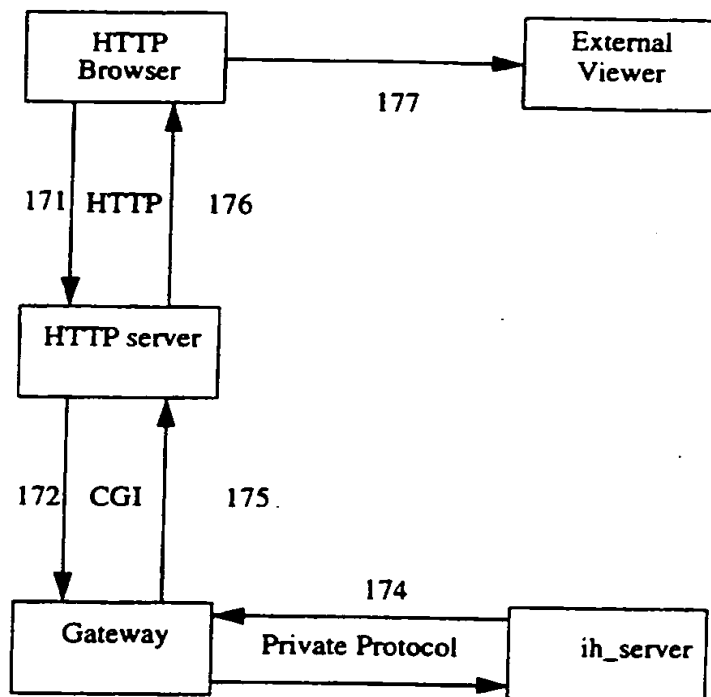 HTTP
Browser
External
Viewer
177
171
HTTP
176
HTTP server
172
CGI
175
174
Gateway
Private Protocol
ih_server